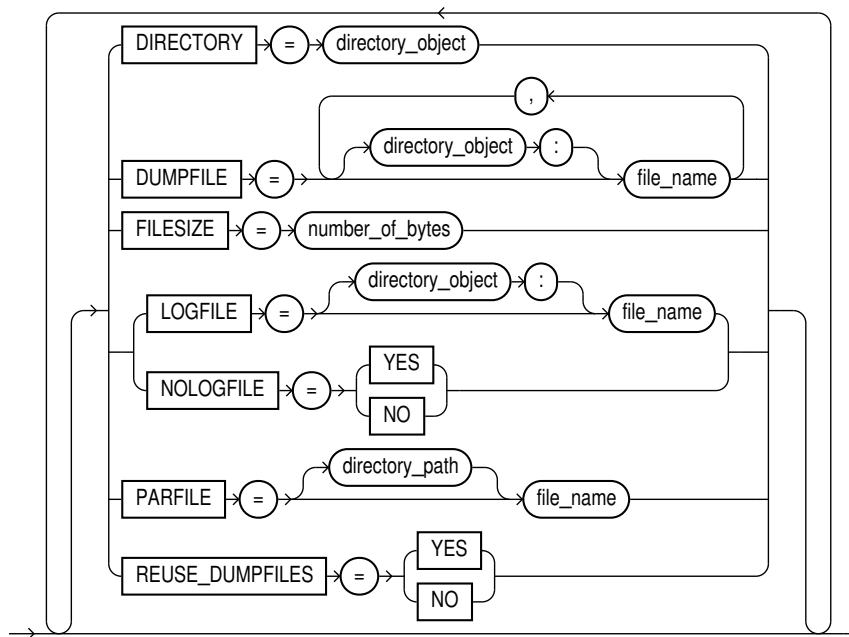 DIRECTORY = directory_object
,
directory_object :
DUMPFILE = file_name
FILESIZE = number_of_bytes
directory_object :
LOGFILE = file_name
YES
NOLOGFILE =
NO
directory_path
PARFILE = file_name
YES
REUSE_DUMPFILES =
NO